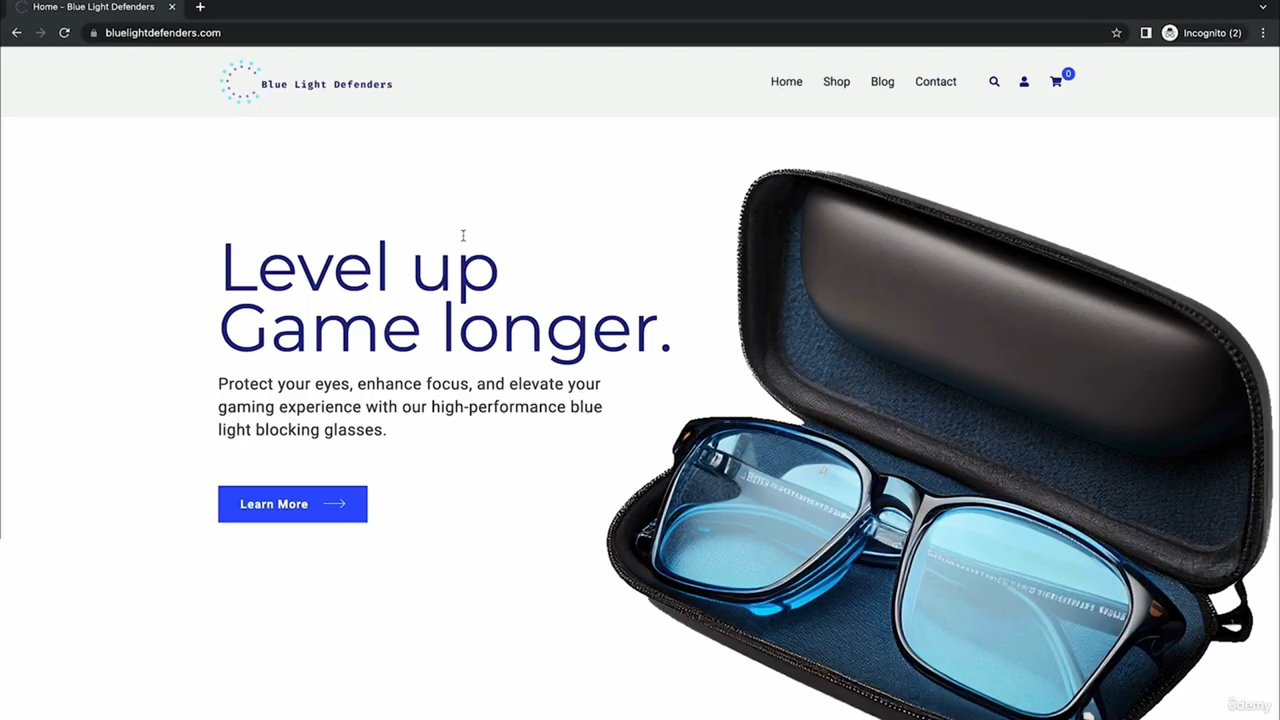 Home - Blue Light Defenders
bluelightdefenders.com
Incognito (2)
Blue Light Defenders
Home
Shop
Blog
Contact
0
Level up
Game longer.
Protect your eyes, enhance focus, and elevate your
gaming experience with our high-performance blue
light blocking glasses.
Learn More
ûdemy